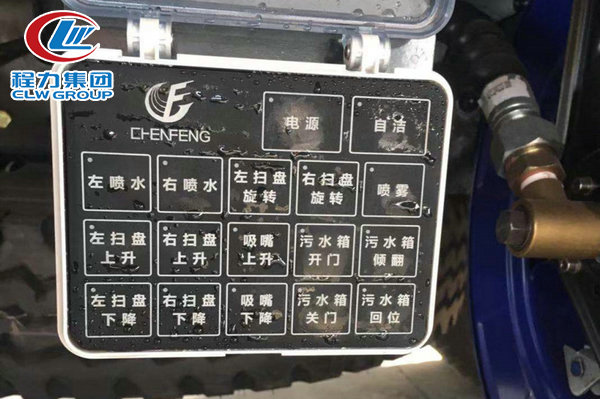 程力集团
CLW GROUP
CHENFENG
电源
自洁
左喷水
右喷水
左扫盘
旋转
右扫盘
旋转
喷雾
左扫盘
上升
右扫盘
上升
吸嘴
上升
污水箱
开门
污水箱
倾翻
左扫盘
下降
右扫盘
下降
吸嘴
下降
污水箱
关门
污水箱
回位